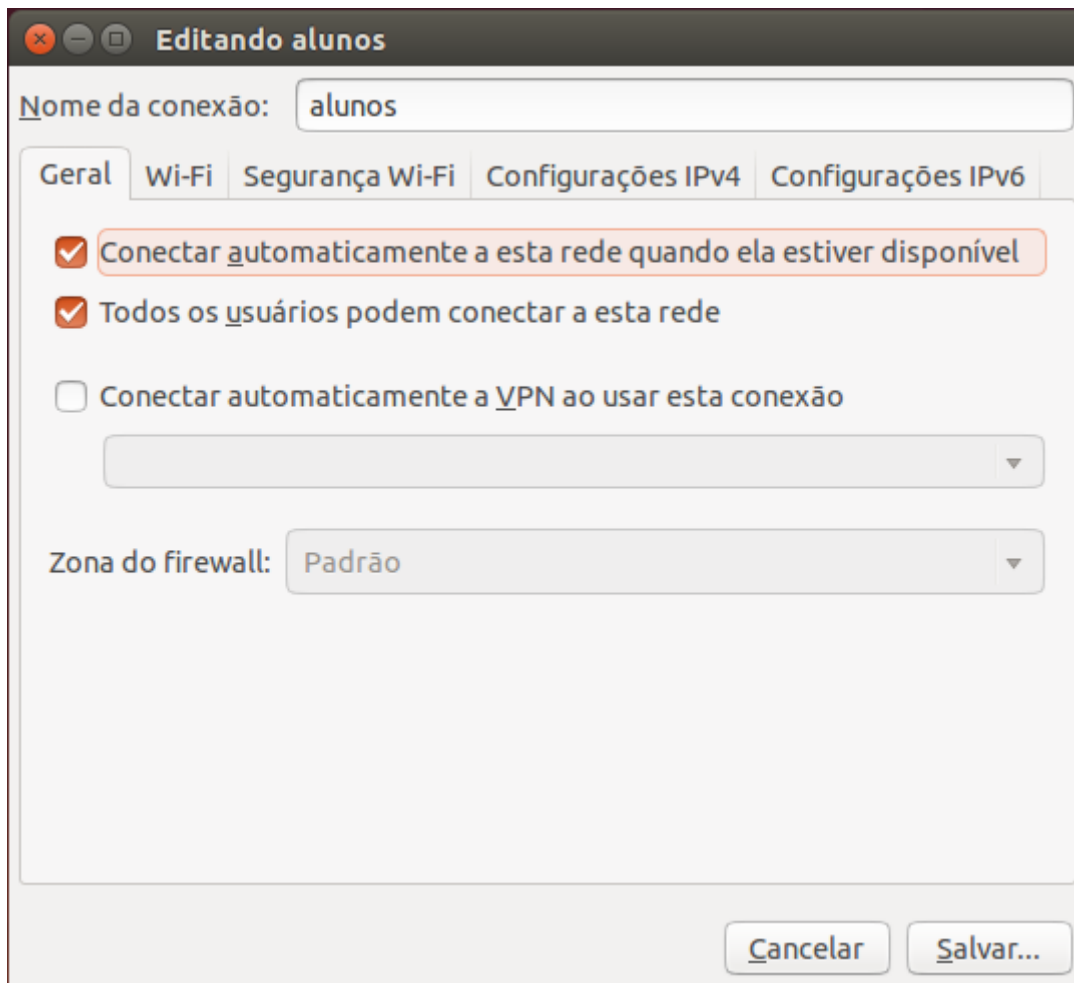 Editando alunos
Nome da conexão: alunos
Geral Wi-Fi Segurança Wi-Fi Configurações IPv4 Configurações IPv6
Conectar automaticamente a esta rede quando ela estiver disponível
Todos os usuários podem conectar a esta rede
Conectar automaticamente a VPN ao usar esta conexão
Zona do firewall: Padrão
Cancelar Salvar...